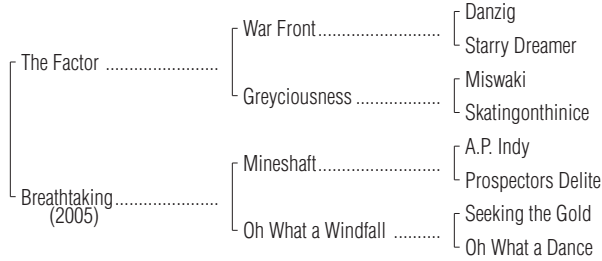 Danzig
War Front........................
Starry Dreamer
The Factor ......................
Miswaki
Greyciousness .................
Skatingonthinice
A.P. Indy
Mineshaft........................
Prospectors Delite
Breathtaking....................
(2005)
Seeking the Gold
Oh What a Windfall ..........
Oh What a Dance